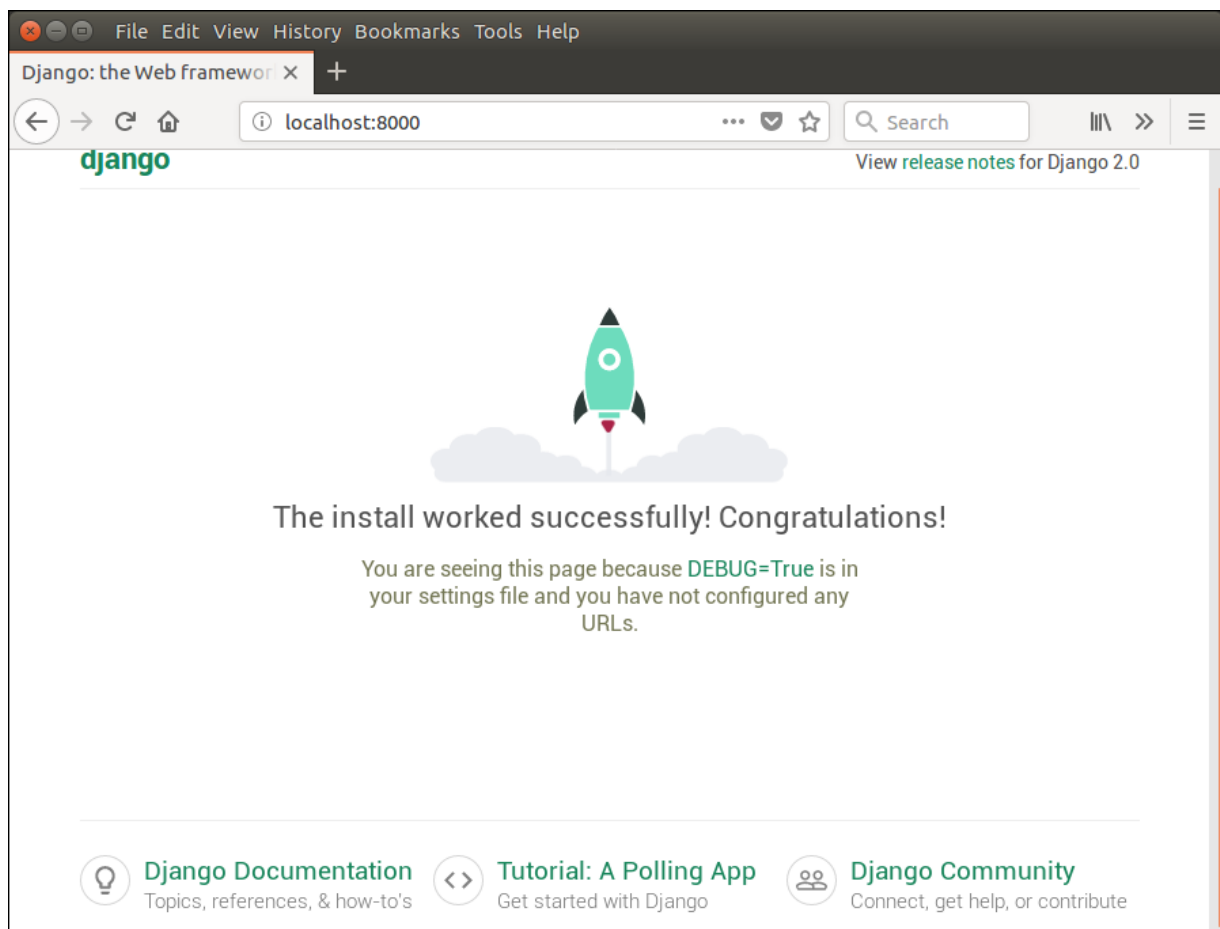 File Edit View History Bookmarks Tools Help
Django: the Web framewor
localhost:8000
Search
django
View release notes for Django 2.0
The install worked successfully! Congratulations!
You are seeing this page because DEBUG=True is in
your settings file and you have not configured any
URLs.
Django Documentation
Topics, references, & how-to's
Tutorial: A Polling App
Get started with Django
Django Community
Connect, get help, or contribute